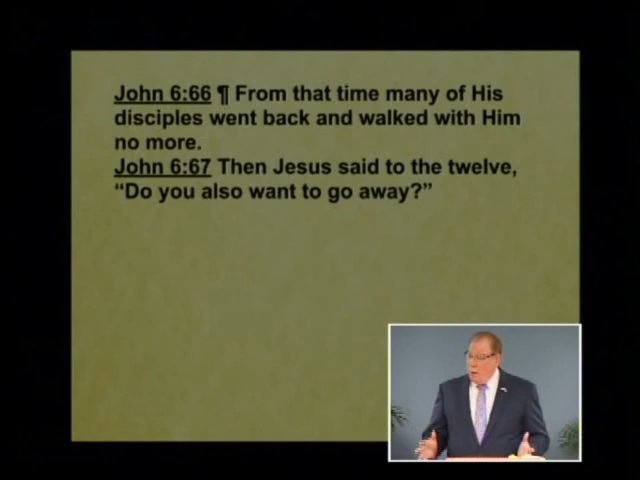 John 6:66 ¶ From that time many of His
disciples went back and walked with Him
no more.
John 6:67 Then Jesus said to the twelve,
“Do you also want to go away?”